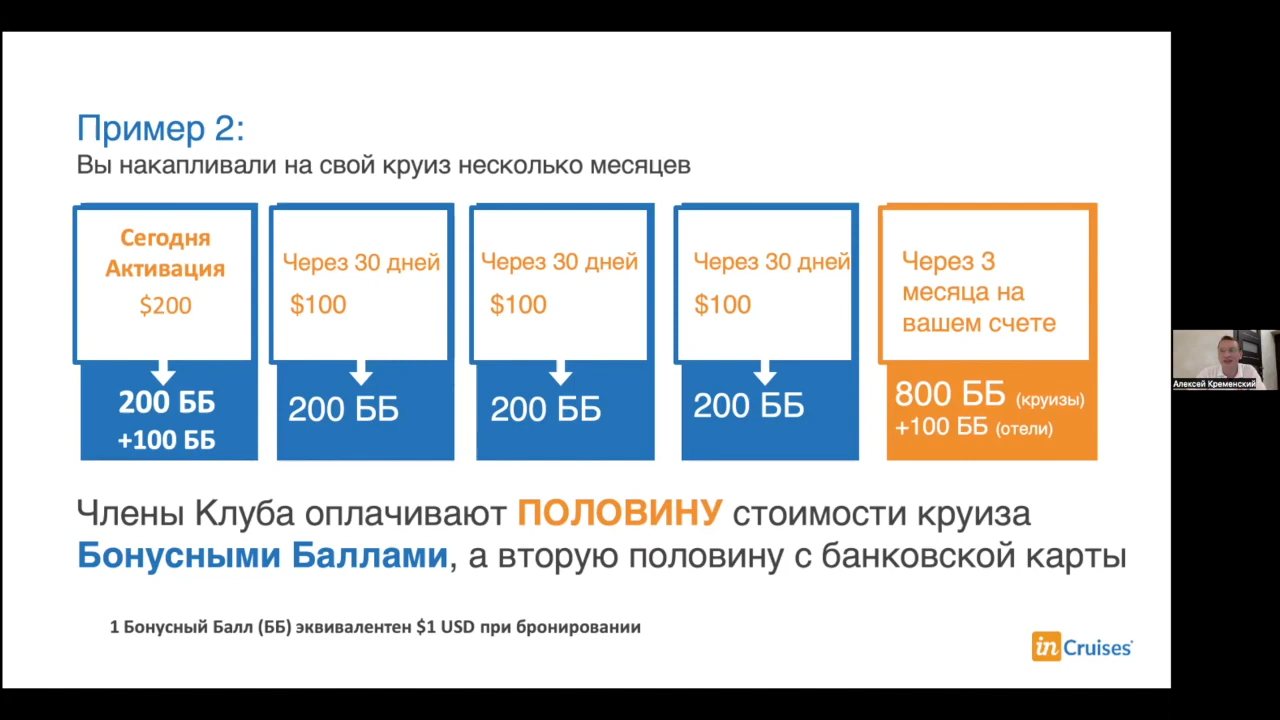 Пример 2:
Вы накапливали на свой круиз несколько месяцев
Сегодня
Активация
$200
200 ББ
+100 ББ
Через 30 дней
$100
200 ББ
Через 30 дней
$100
200 ББ
Через 30 дней
$100
200 ББ
Через 3
месяца на
вашем счете
800 ББ (круизы)
+100 ББ (отели)
Члены Клуба оплачивают ПОЛОВИНУ стоимости круиза
Бонусными Баллами, а вторую половину с банковской карты
1 Бонусный Балл (ББ) эквивалентен $1 USD при бронировании
inCruises
Алексей Кременский